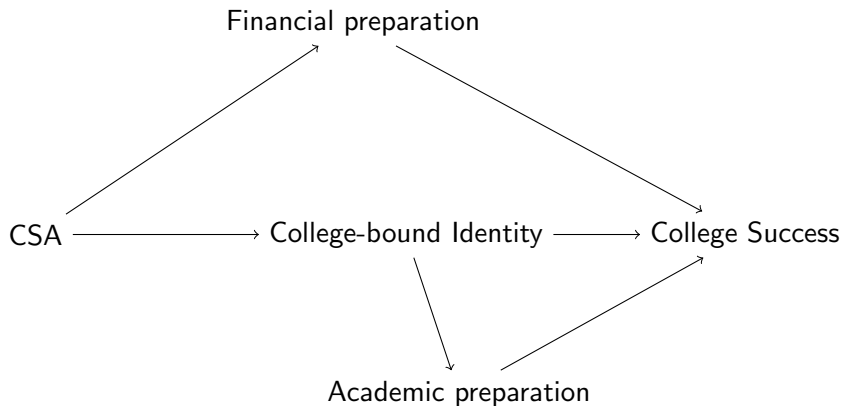 Financial preparation
CSA
College-bound Identity
College Success
Academic preparation